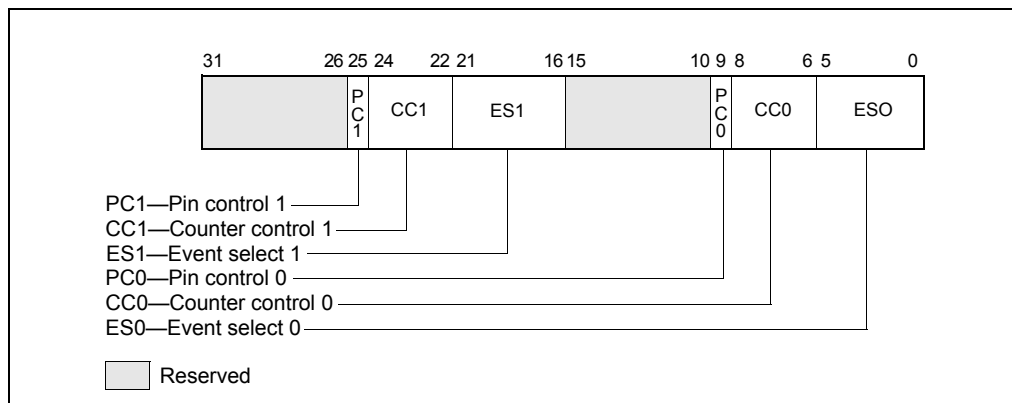 31 26 25 24 22 21 16 15 10 9 8 6 5 0
P
C
1
CC1
ES1
P
C
0
CC0
ESO
PC1—Pin control 1
CC1—Counter control 1
ES1—Event select 1
PC0—Pin control 0
CC0—Counter control 0
ES0—Event select 0
Reserved